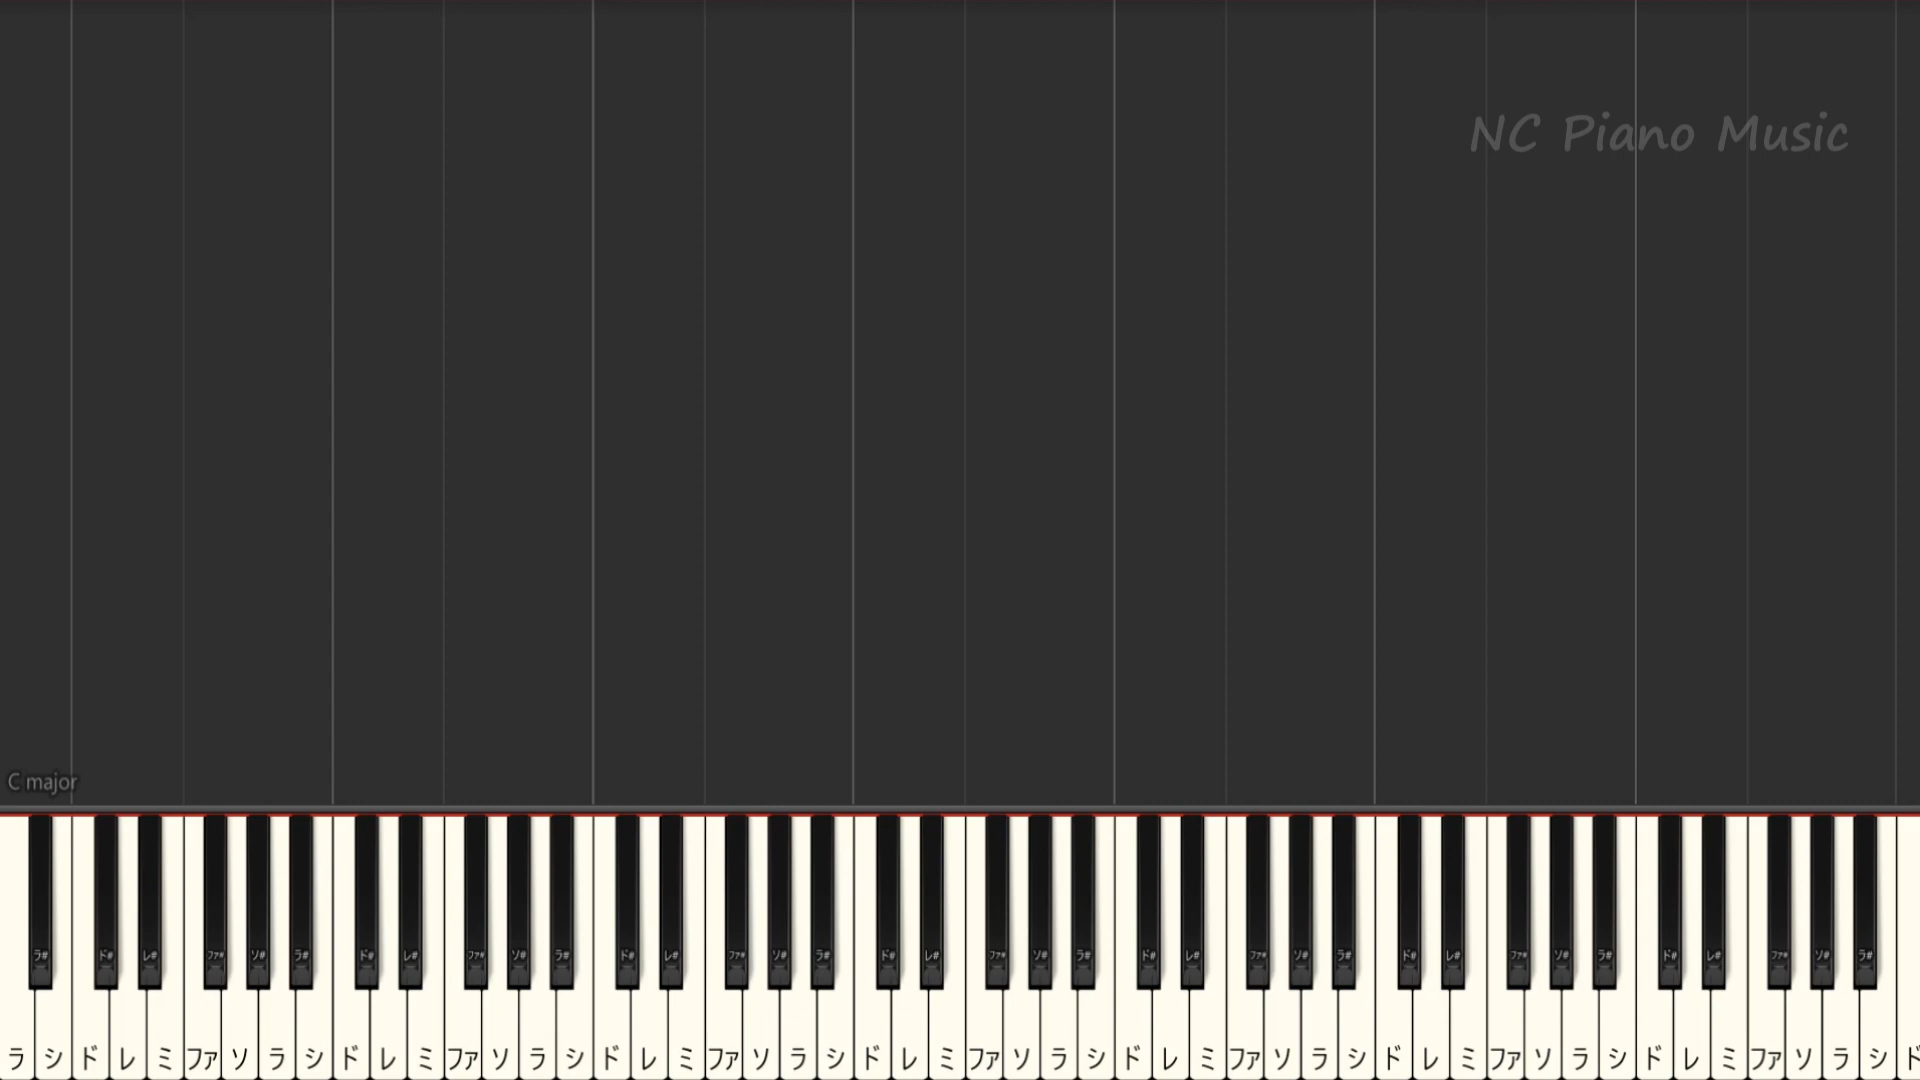 NC Piano Music
C major
ラ# ド# レ# ファ# ソ# ラ# ド# レ# ファ# ソ# ラ# ド# レ# ファ# ソ# ラ# ド# レ# ファ# ソ# ラ# ド# レ# ファ# ソ# ラ# ド# レ# ファ# ソ# ラ# ド# レ# ファ# ソ# ラ#
ラ シ ド レ ミ ファ ソ ラ シ ド レ ミ ファ ソ ラ シ ド レ ミ ファ ソ ラ シ ド レ ミ ファ ソ ラ シ ド レ ミ ファ ソ ラ シ ド レ ミ ファ ソ ラ シ ド レ ミ ファ ソ ラ シ ド